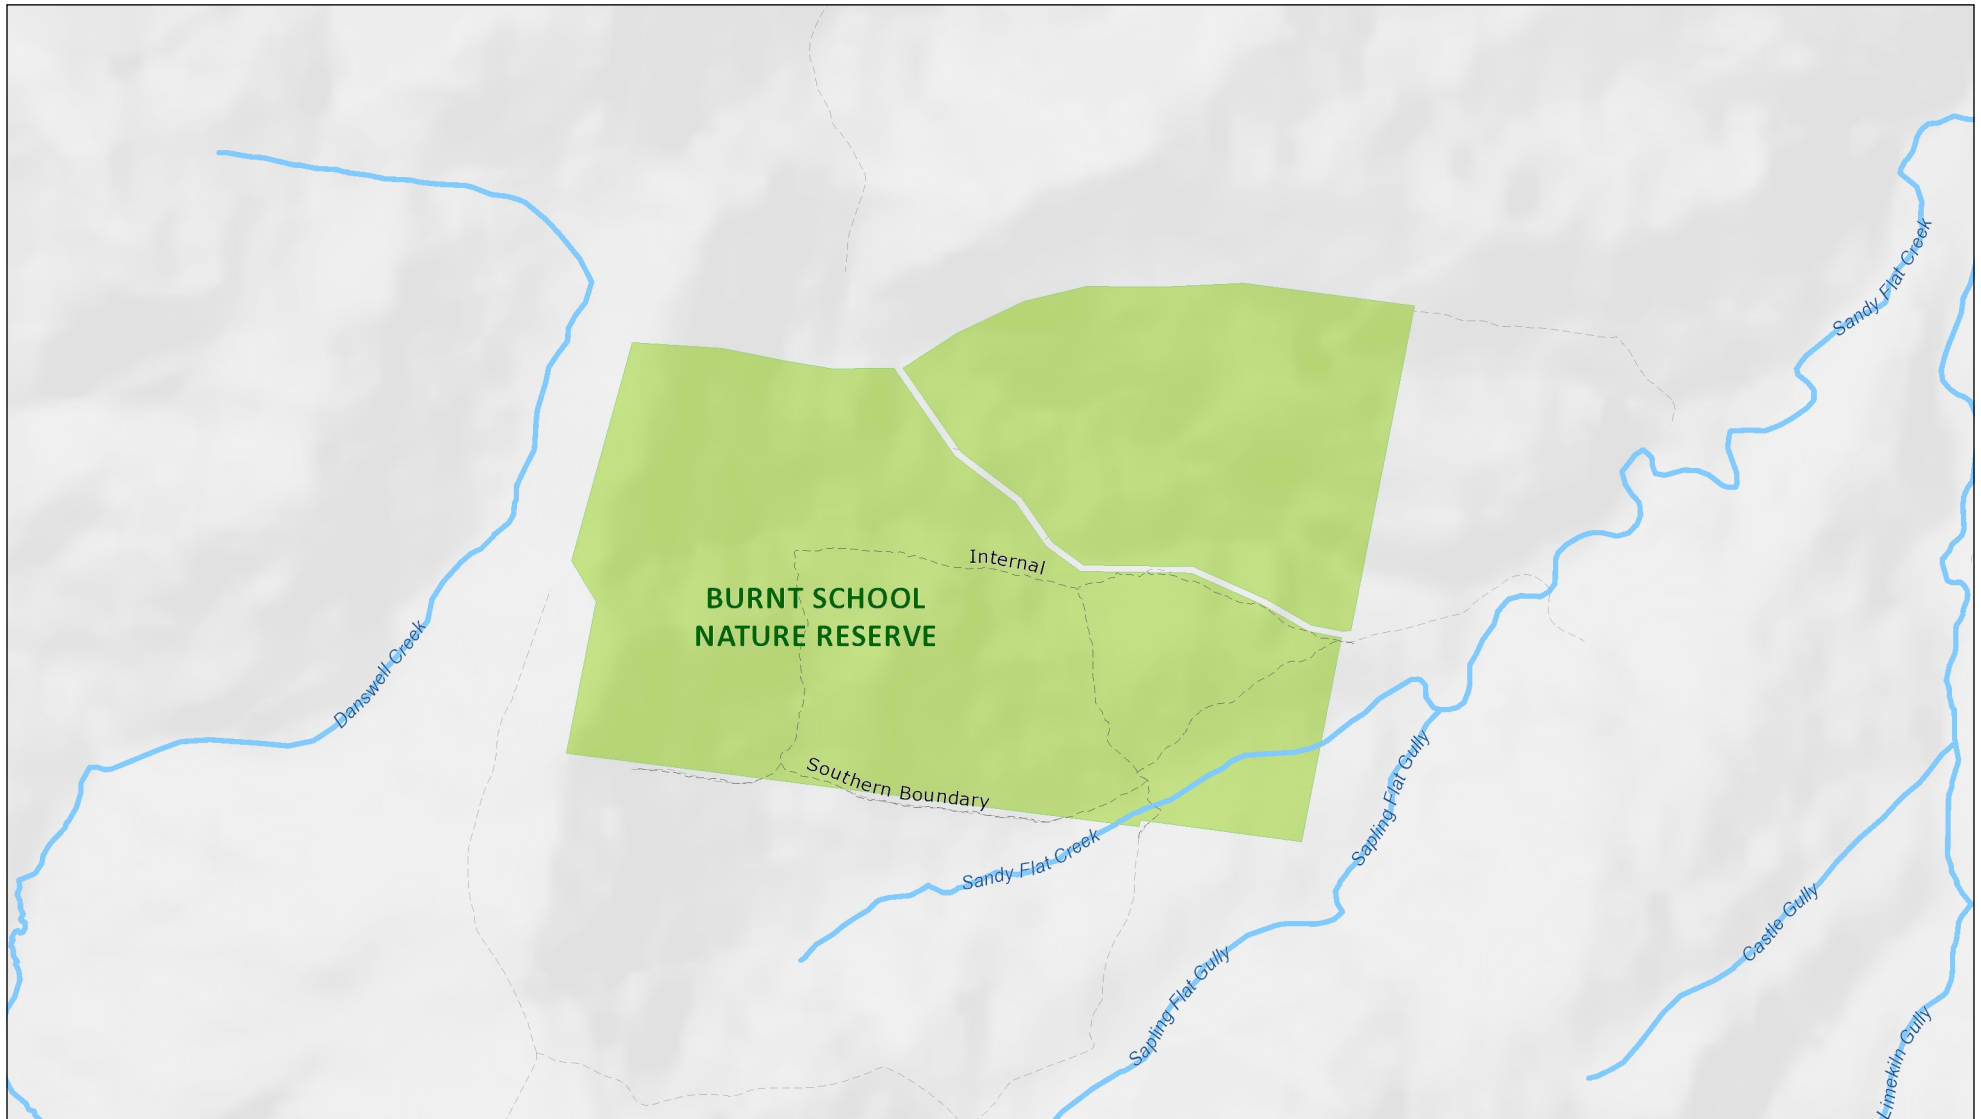 Sandy Flat Creek
Internal
BURNT SCHOOL
NATURE RESERVE
Danswell Creek
Southern Boundary
Sandy Flat Creek
Sapling Flat Gully
Sapling Flat Gully
Castle Gully
Limekiln Gully